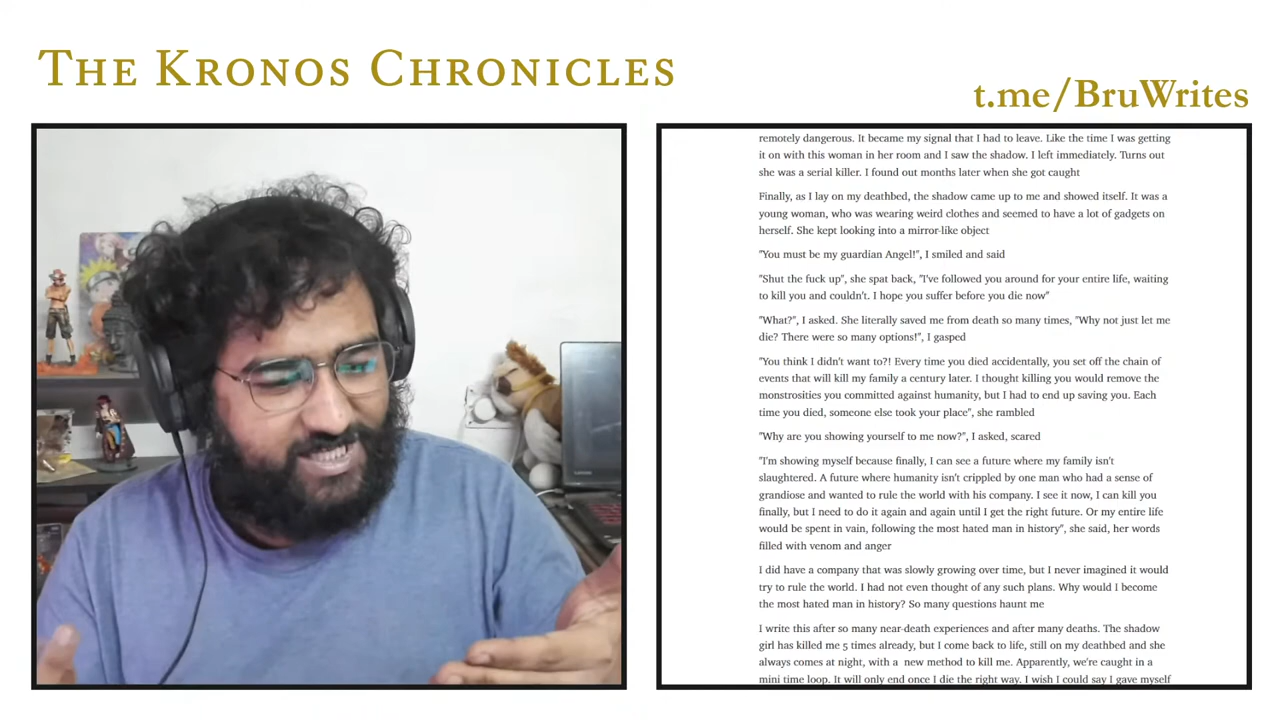 The Kronos Chronicles
t.me/BruWrites
remotely dangerous. It became my signal that I had to leave. Like the time I was getting
it on with this woman in her room and I saw the shadow. I left immediately. Turns out
she was a serial killer. I found out months later when she got caught
Finally, as I lay on my deathbed, the shadow came up to me and showed itself. It was a
young woman, who was wearing weird clothes and seemed to have a lot of gadgets on
herself. She kept looking into a mirror-like object
"You must be my guardian Angel!", I smiled and said
"Shut the fuck up", she spat back, "I've followed you around for your entire life, waiting
to kill you and couldn't. I hope you suffer before you die now"
"What?", I asked. She literally saved me from death so many times, "Why not just let me
die? There were so many options!", I gasped
"You think I didn't want to?! Every time you died accidentally, you set off the chain of
events that will kill my family a century later. I thought killing you would remove the
monstrosities you committed against humanity, but I had to end up saving you. Each
time you died, someone else took your place", she rambled
"Why are you showing yourself to me now?", I asked, scared
"I'm showing myself because finally, I can see a future where my family isn't
slaughtered. A future where humanity isn't crippled by one man who had a sense of
grandiose and wanted to rule the world with his company. I see it now, I can kill you
finally, but I need to do it again and again until I get the right future. Or my entire life
would be spent in vain, following the most hated man in history", she said, her words
filled with venom and anger
I did have a company that was slowly growing over time, but I never imagined it would
try to rule the world. I had not even thought of any such plans. Why would I become
the most hated man in history? So many questions haunt me
I write this after so many near-death experiences and after many deaths. The shadow
girl has killed me 5 times already, but I come back to life, still on my deathbed and she
always comes at night, with a new method to kill me. Apparently, we're caught in a
mini time loop. It will only end once I die the right way. I wish I could say I gave myself